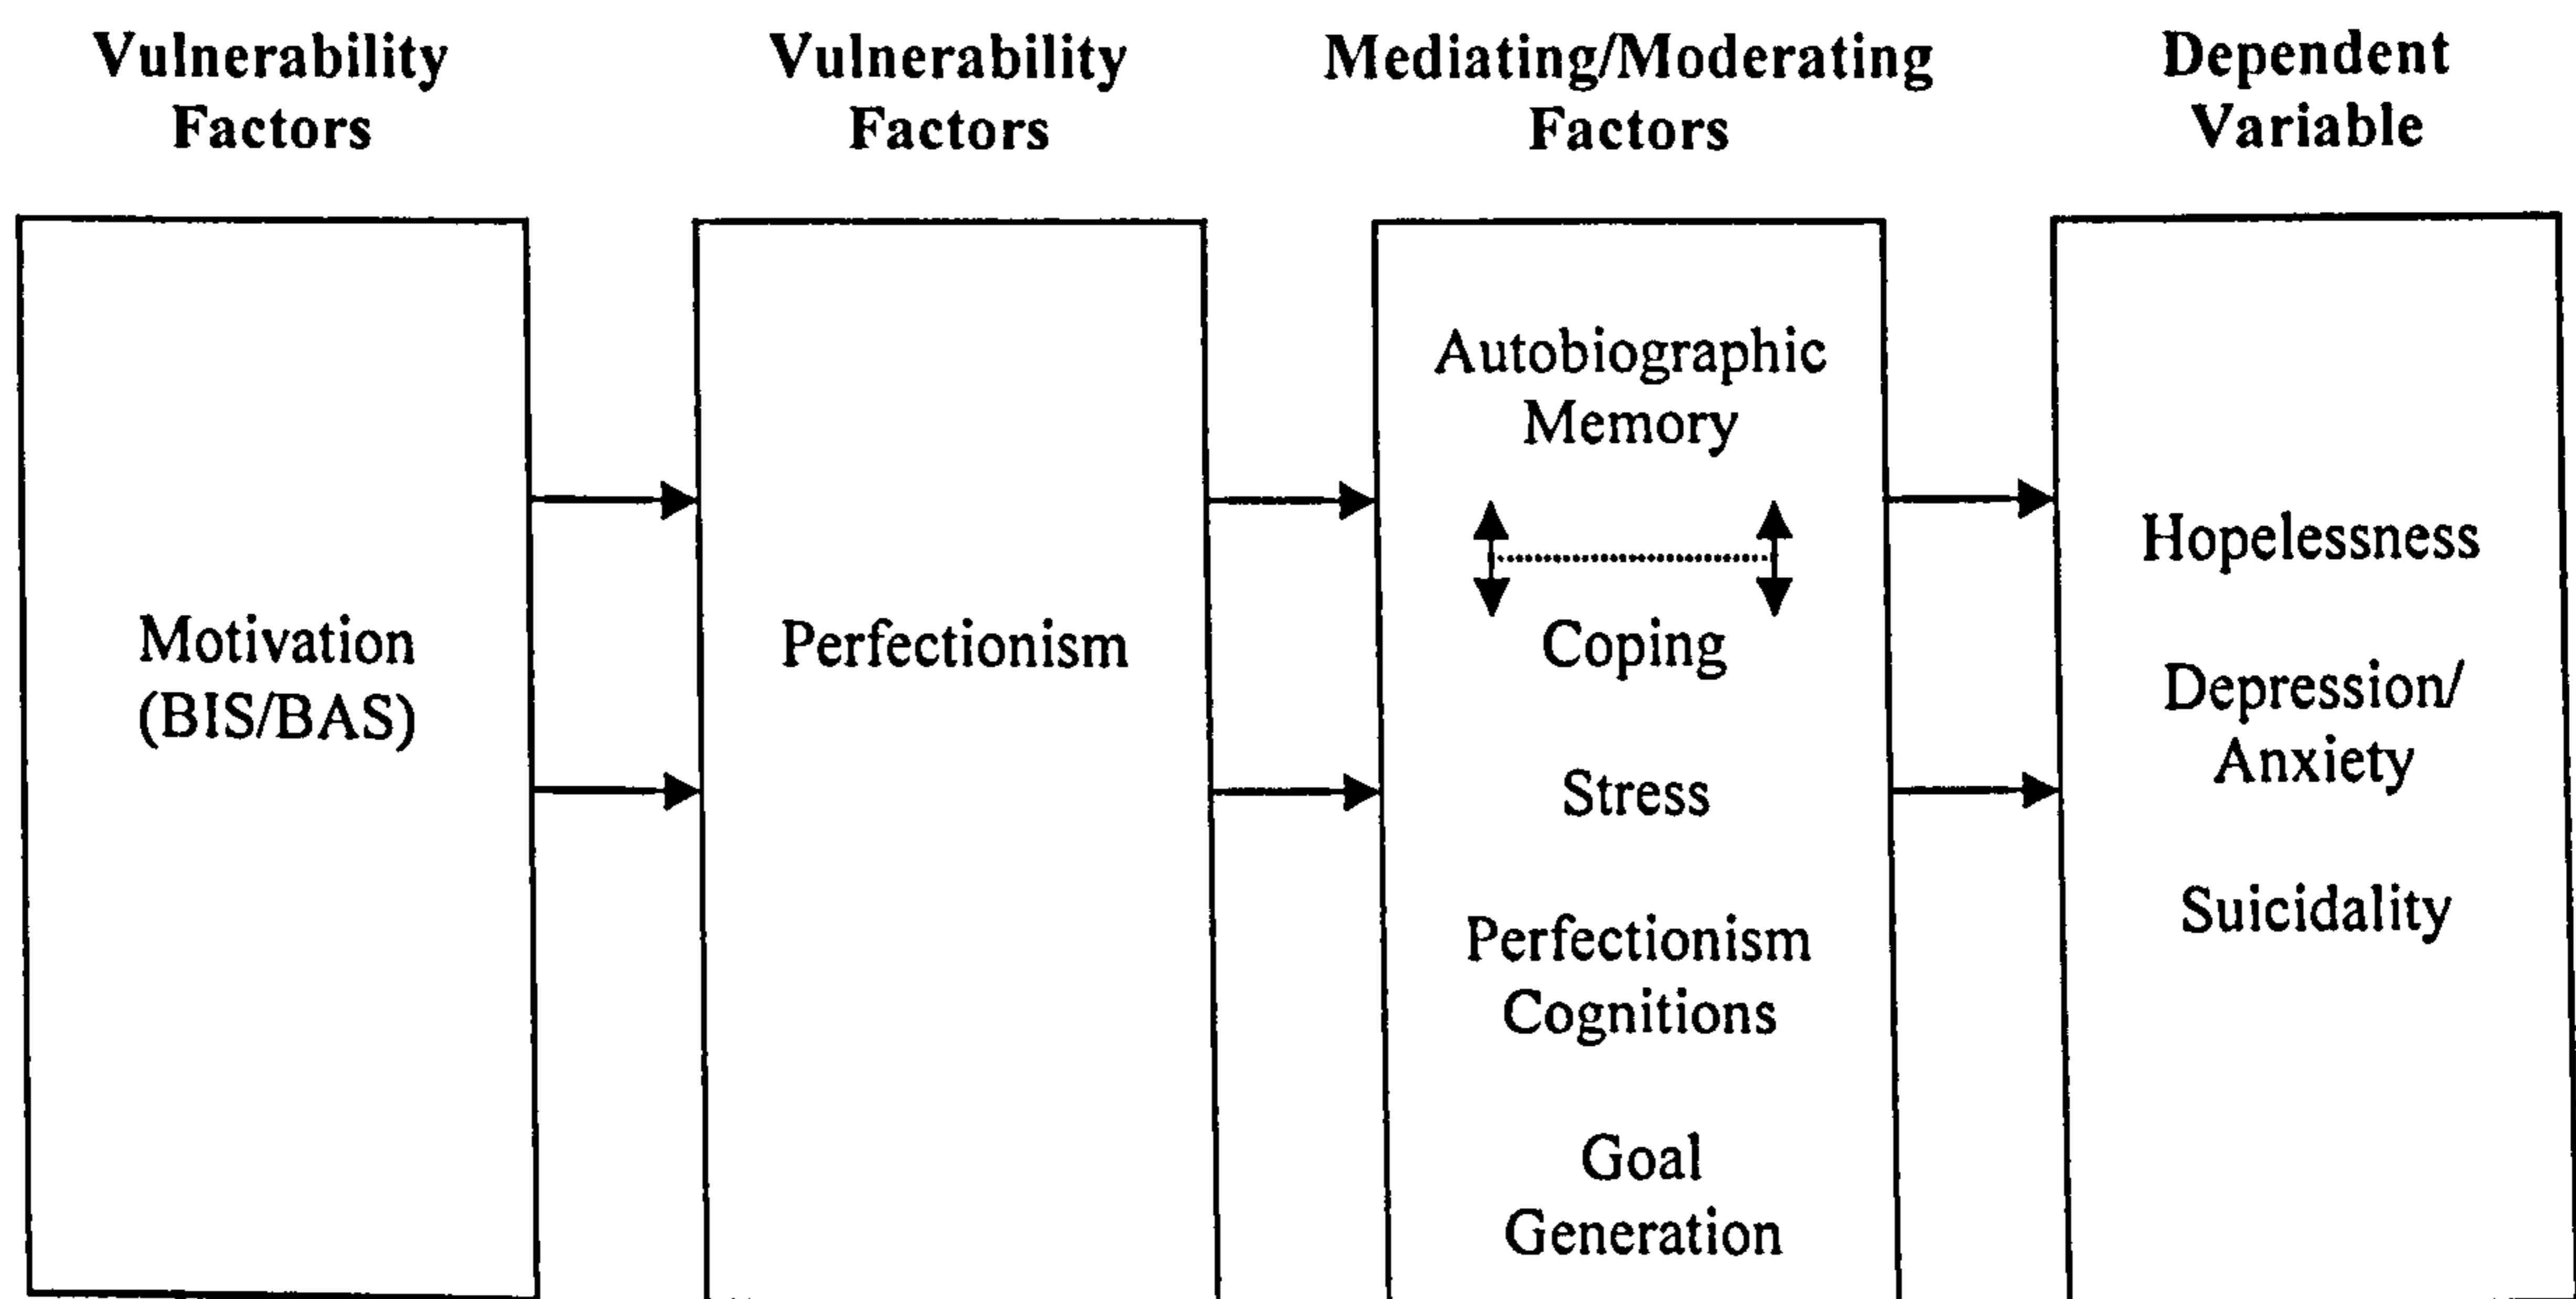 Vulnerability
Factors
Vulnerability
Factors
Mediating/Moderating
Factors
Dependent
Variable
Motivation
(BIS/BAS)
Perfectionism
Autobiographic
Memory
Coping
Stress
Perfectionism
Cognitions
Goal
Generation
Hopelessness
Depression/
Anxiety
Suicidality